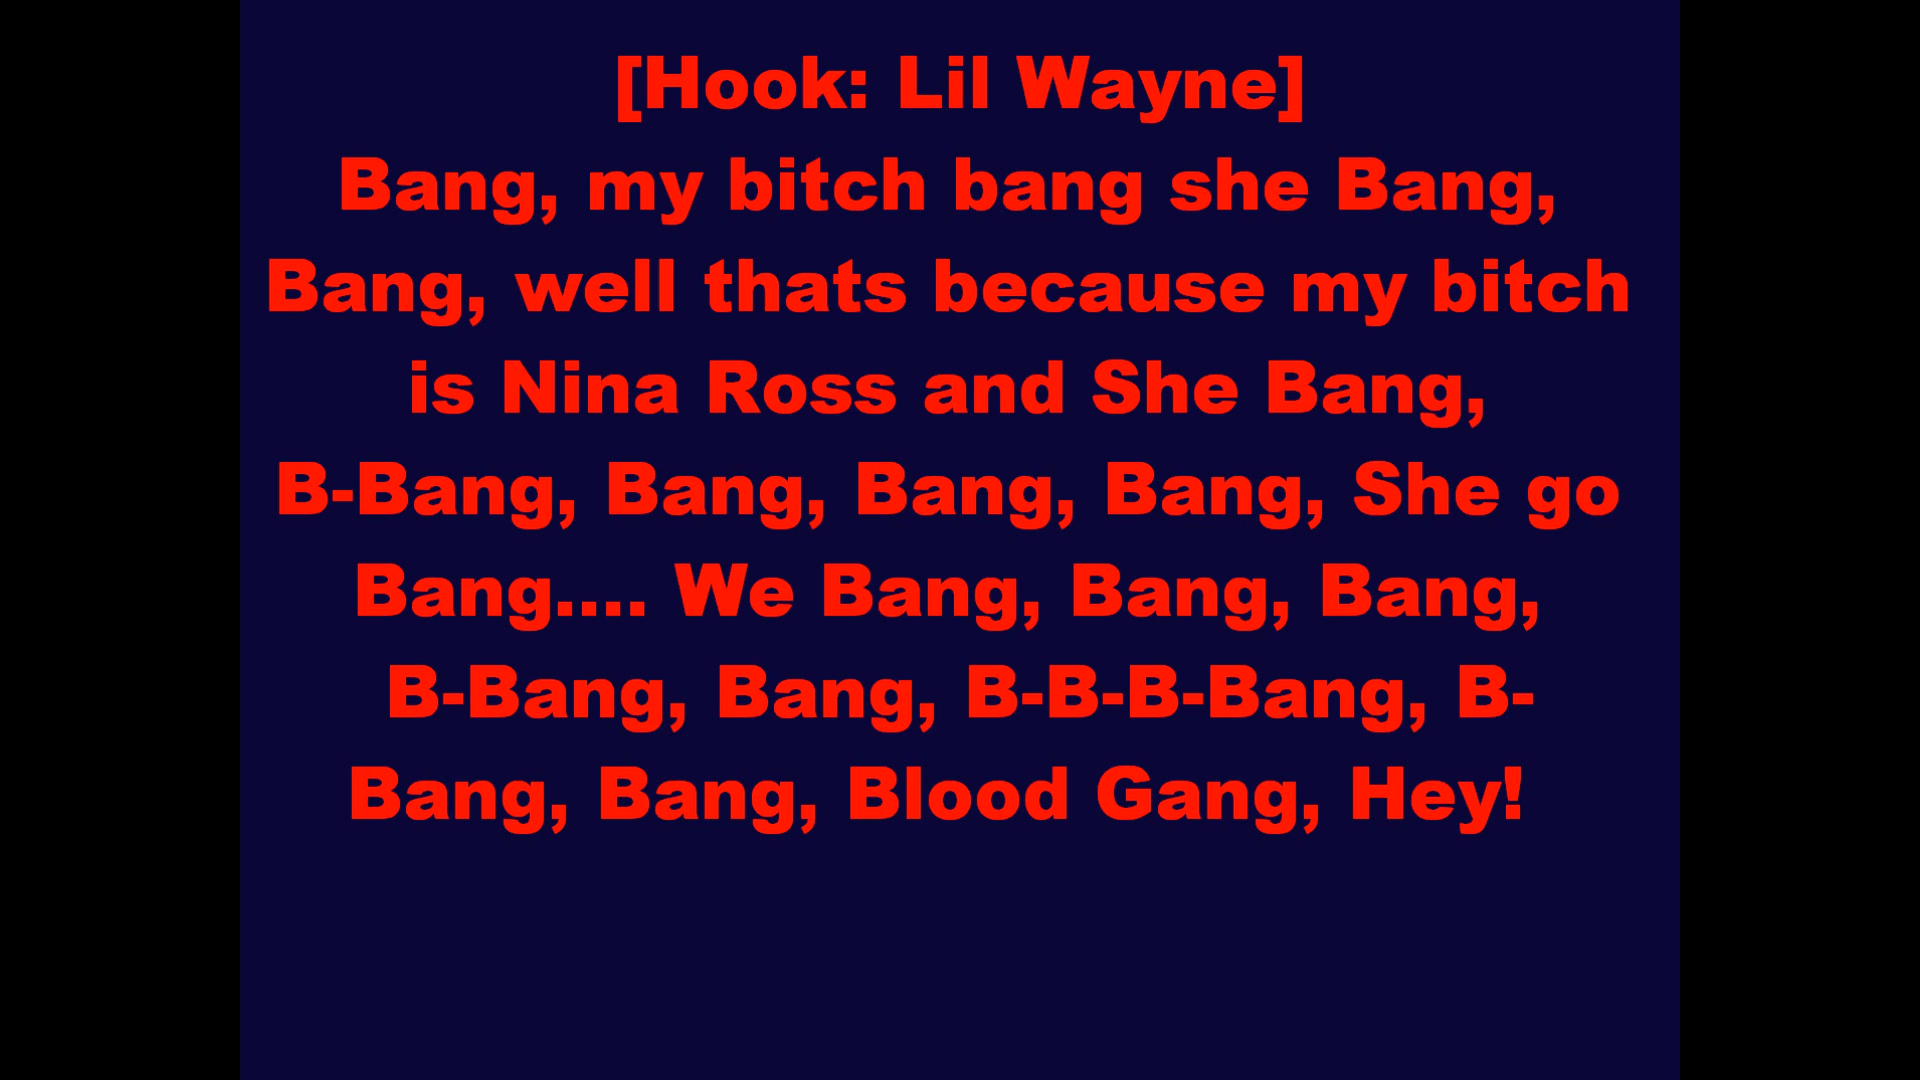 [Hook: Lil Wayne]
Bang, my bitch bang she Bang,
Bang, well thats because my bitch
is Nina Ross and She Bang,
B-Bang, Bang, Bang, Bang, She go
Bang.... We Bang, Bang, Bang,
B-Bang, Bang, B-B-B-Bang, B-
Bang, Bang, Blood Gang, Hey!